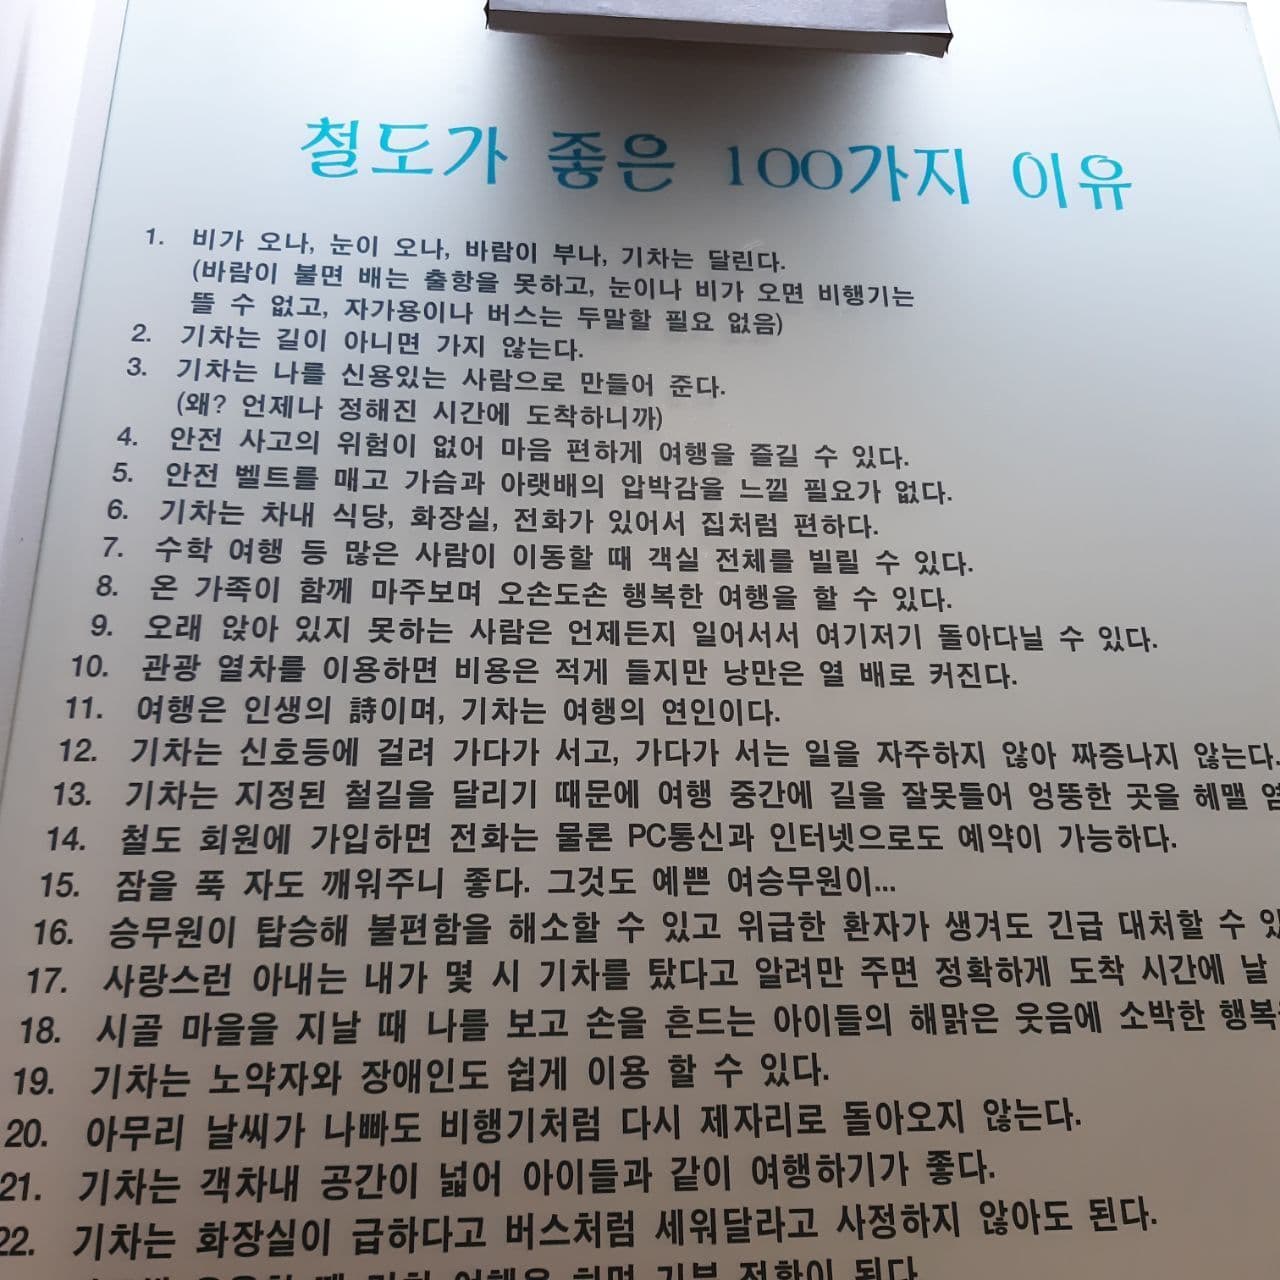 철도가 좋은 100가지 이유
1. 비가 오나, 눈이 오나, 바람이 부나, 기차는 달린다.
(바람이 불면 배는 출항을 못하고, 눈이나 비가 오면 비행기는
뜰 수 없고, 자가용이나 버스는 두말할 필요 없음)
2. 기차는 길이 아니면 가지 않는다.
3. 기차는 나를 신용있는 사람으로 만들어 준다.
(왜? 언제나 정해진 시간에 도착하니까)
4. 안전 사고의 위험이 없어 마음 편하게 여행을 즐길 수 있다.
5. 안전 벨트를 매고 가슴과 아랫배의 압박감을 느낄 필요가 없다.
6. 기차는 차내 식당, 화장실, 전화가 있어서 집처럼 편하다.
7. 수학 여행 등 많은 사람이 이동할 때 객실 전체를 빌릴 수 있다.
8. 온 가족이 함께 마주보며 오손도손 행복한 여행을 할 수 있다.
9. 오래 앉아 있지 못하는 사람은 언제든지 일어서서 여기저기 돌아다닐 수 있다.
10. 관광 열차를 이용하면 비용은 적게 들지만 낭만은 열 배로 커진다.
11. 여행은 인생의 詩이며, 기차는 여행의 연인이다.
12. 기차는 신호등에 걸려 가다가 서고, 가다가 서는 일을 자주하지 않아 짜증나지 않는다.
13. 기차는 지정된 철길을 달리기 때문에 여행 중간에 길을 잘못들어 엉뚱한 곳을 헤맬
14. 철도 회원에 가입하면 전화는 물론 PC통신과 인터넷으로도 예약이 가능하다.
15. 잠을 푹 자도 깨워주니 좋다. 그것도 예쁜 여승무원이...
16. 승무원이 탑승해 불편함을 해소할 수 있고 위급한 환자가 생겨도 긴급 대처할 수
17. 사랑스런 아내는 내가 몇 시 기차를 탔다고 알려만 주면 정확하게 도착 시간에 날
18. 시골 마을을 지날 때 나를 보고 손을 흔드는 아이들의 해맑은 웃음에 소박한
19. 기차는 노약자와 장애인도 쉽게 이용 할 수 있다.
20. 아무리 날씨가 나빠도 비행기처럼 다시 제자리로 돌아오지 않는다.
21. 기차는 객차내 공간이 넓어 아이들과 같이 여행하기가 좋다.
22. 기차는 화장실이 급하다고 버스처럼 세워달라고 사정하지 않아도 된다.